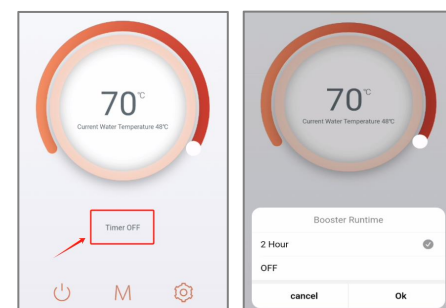 70℃
Current Water Temperature 48℃
Timer OFF
M
70℃
Current Water Temperature 48℃
Booster Runtime
2 Hour
OFF
cancel Ok